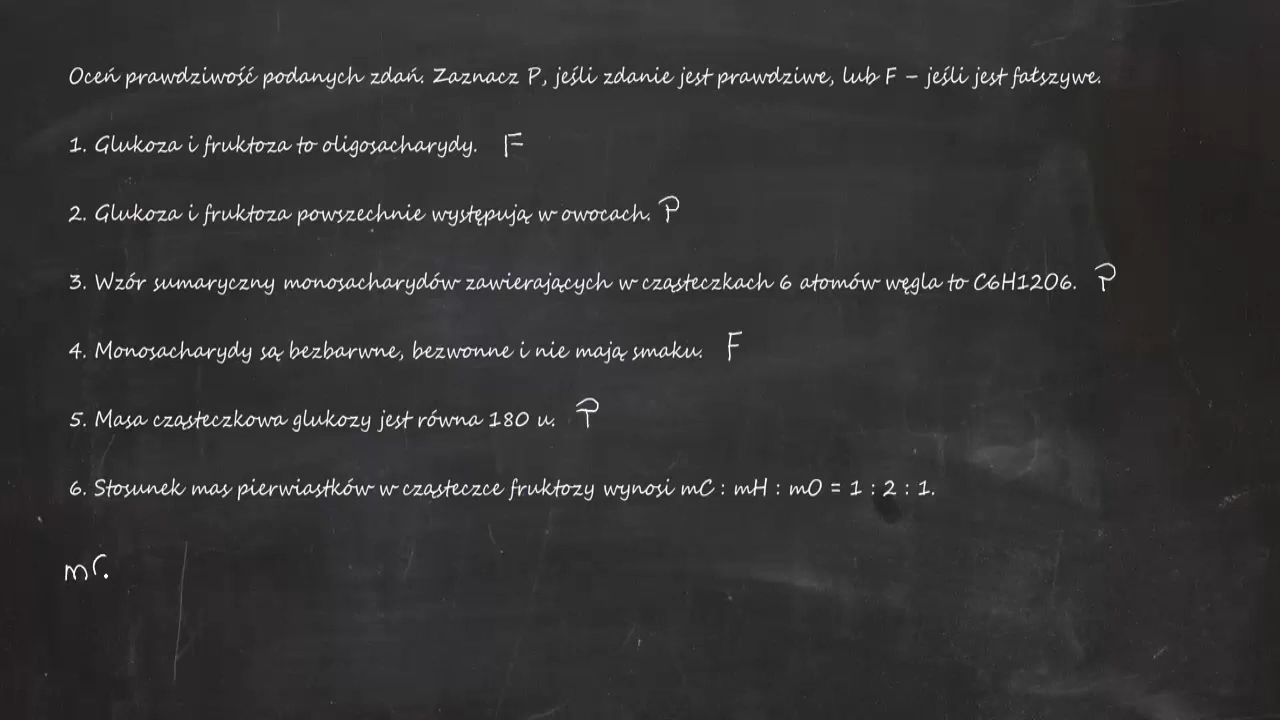 Oceń prawdziwość podanych zdań. Zaznacz P, jeśli zdanie jest prawdziwe, lub F – jeśli jest fałszywe.
1. Glukoza i fruktoza to oligosacharydy. F
2. Glukoza i fruktoza powszechnie występują w owocach. P
3. Wzór sumaryczny monosacharydów zawierających w cząsteczkach 6 atomów węgla to C6H12O6. P
4. Monosacharydy są bezbarwne, bezwonne i nie mają smaku. F
5. Masa cząsteczkowa glukozy jest równa 180 u. P
6. Stosunek mas pierwiastków w cząsteczce fruktozy wynosi mC : mH : mO = 1 : 2 : 1.
mC